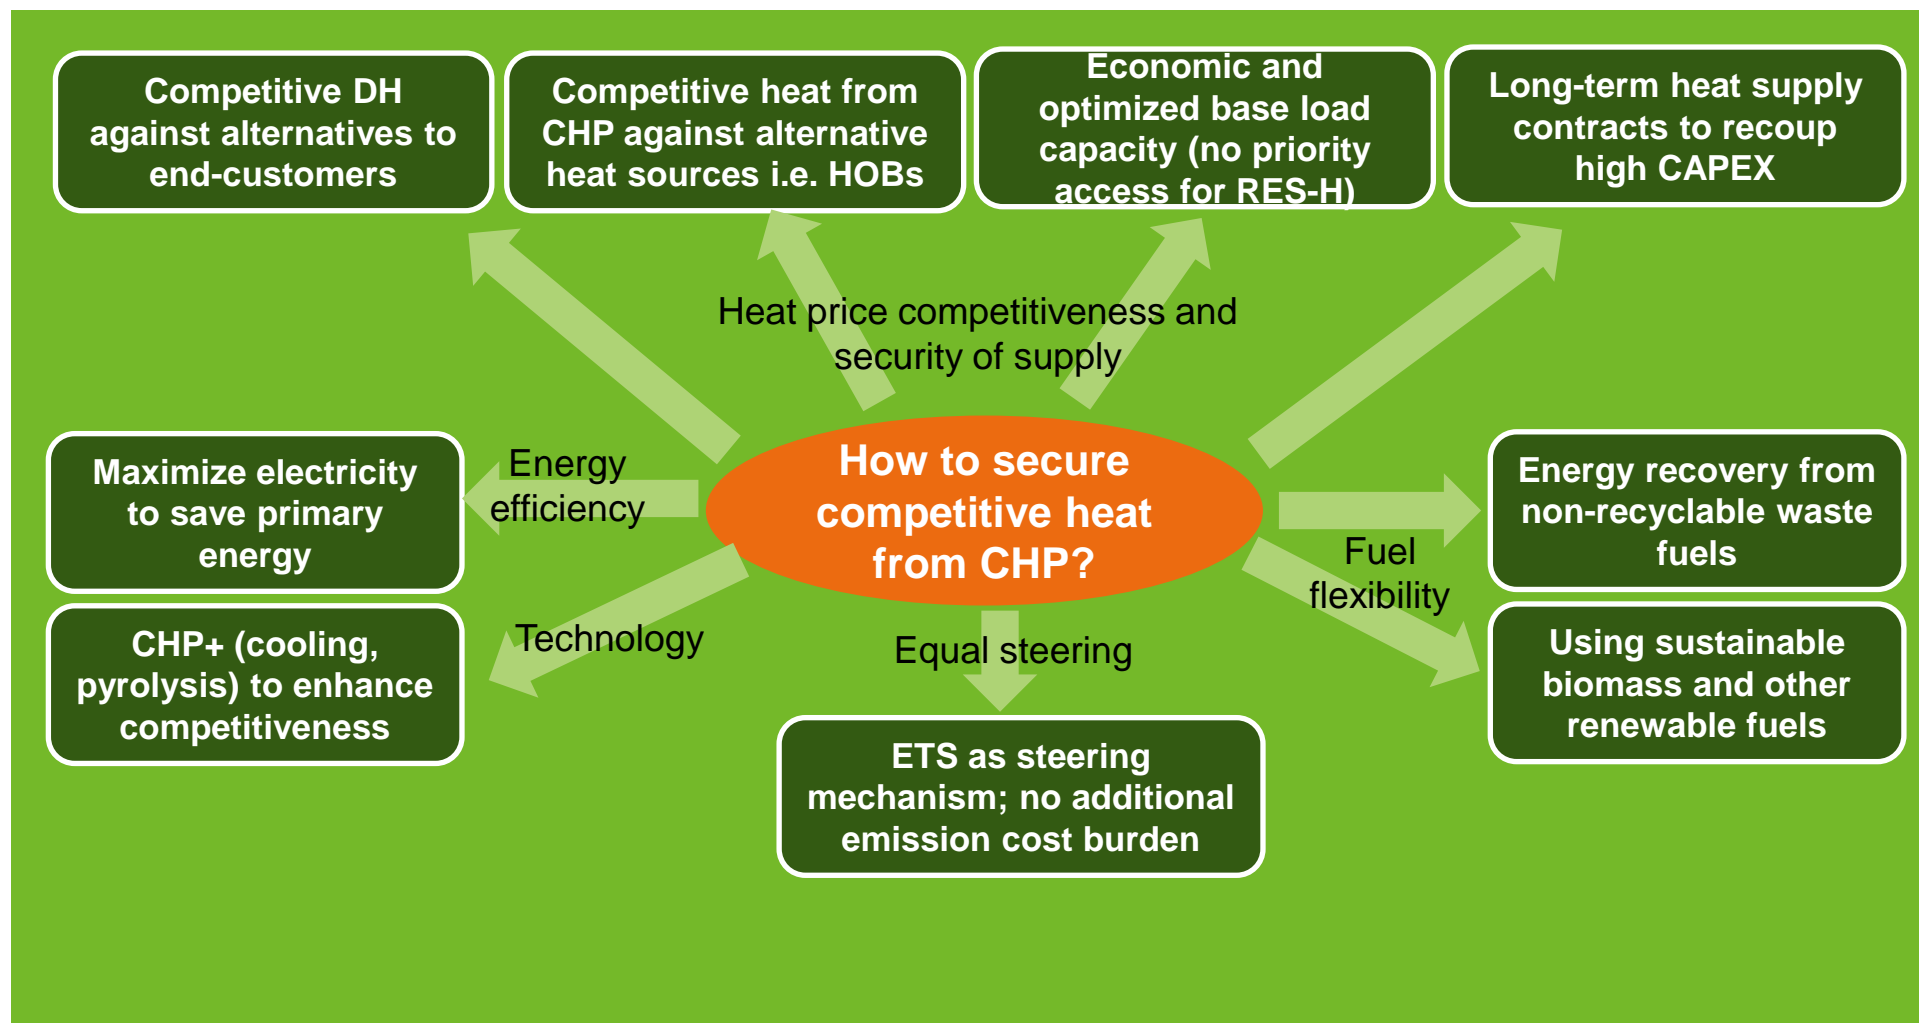 Competitive DH
against alternatives to
end-customers
Competitive heat from
CHP against alternative
heat sources i.e. HOBs
Economic and
optimized base load
capacity (no priority
access for RES-H)
Long-term heat supply
contracts to recoup
high CAPEX
Heat price competitiveness and
security of supply
Maximize electricity
to save primary
energy
Energy
efficiency
How to secure
competitive heat
from CHP?
Energy recovery from
non-recyclable waste
fuels
Fuel
flexibility
CHP+ (cooling,
pyrolysis) to enhance
competitiveness
Technology
Equal steering
Using sustainable
biomass and other
renewable fuels
ETS as steering
mechanism; no additional
emission cost burden